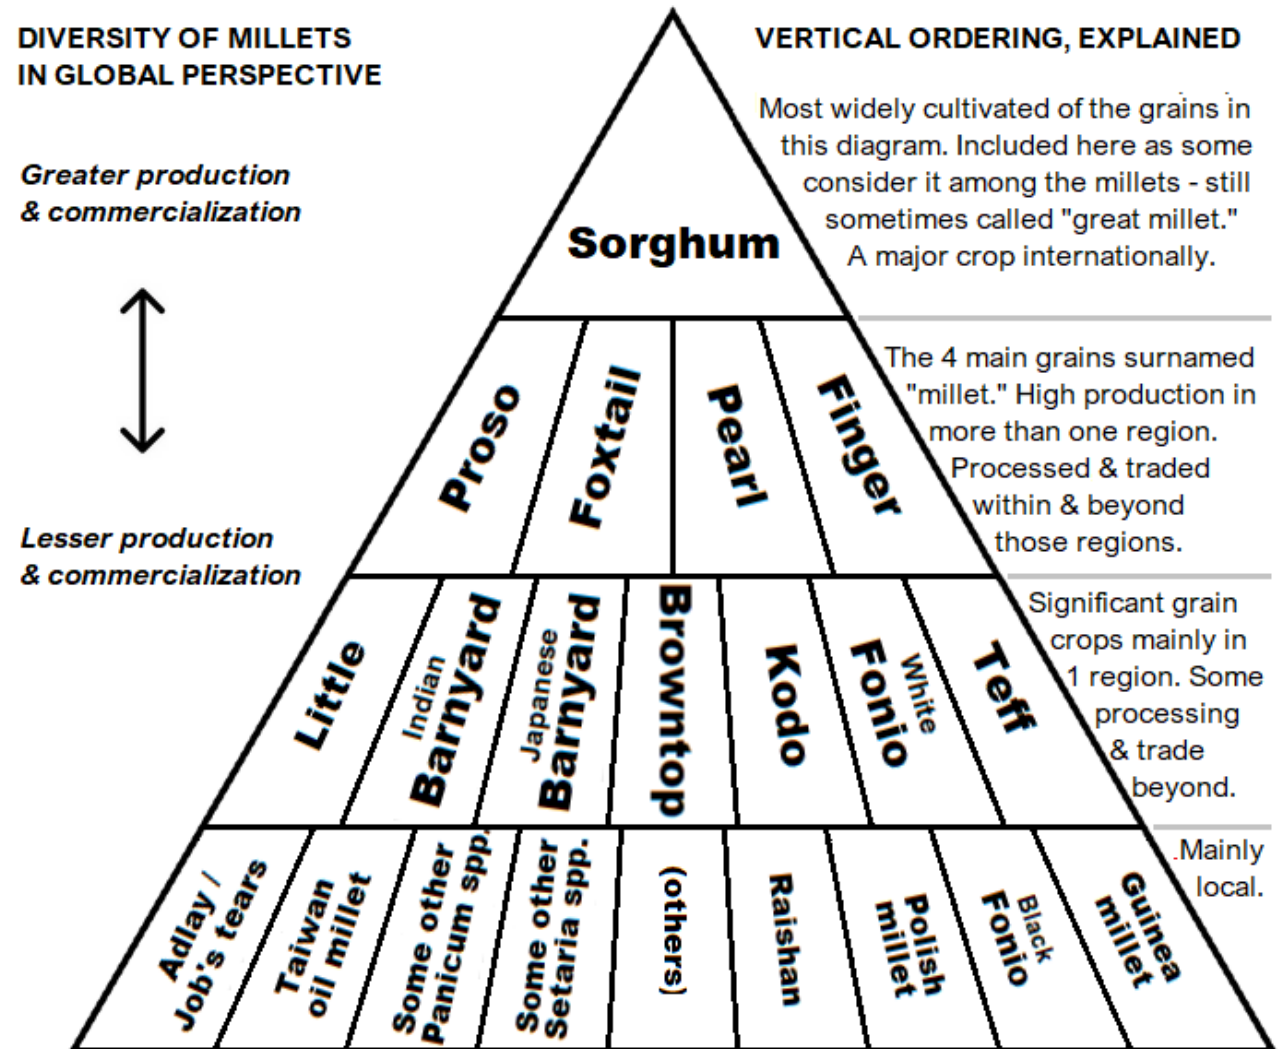 DIVERSITY OF MILLETS
IN GLOBAL PERSPECTIVE
Greater production
& commercialization
Lesser production
& commercialization
VERTICAL ORDERING, EXPLAINED
Most widely cultivated of the grains in
this diagram. Included here as some
consider it among the millets - still
sometimes called "great millet."
A major crop internationally.
Sorghum
The 4 main grains surnamed
"millet." High production in
more than one region.
Processed & traded
within & beyond
those regions.
Proso
Foxtail
Pearl
Finger
Significant grain
crops mainly in
1 region. Some
processing
& trade
beyond.
Little
Indian
Barnyard
Japanese
Barnyard
Browntop
Kodo
White
Fonio
Teff
Mainly
local.
Adlay /
Job's tears
Taiwan
oil millet
Some other
Panicum spp.
Some other
Setaria spp.
(others)
Raishan
Polish
millet
Black
Fonio
Guinea
millet